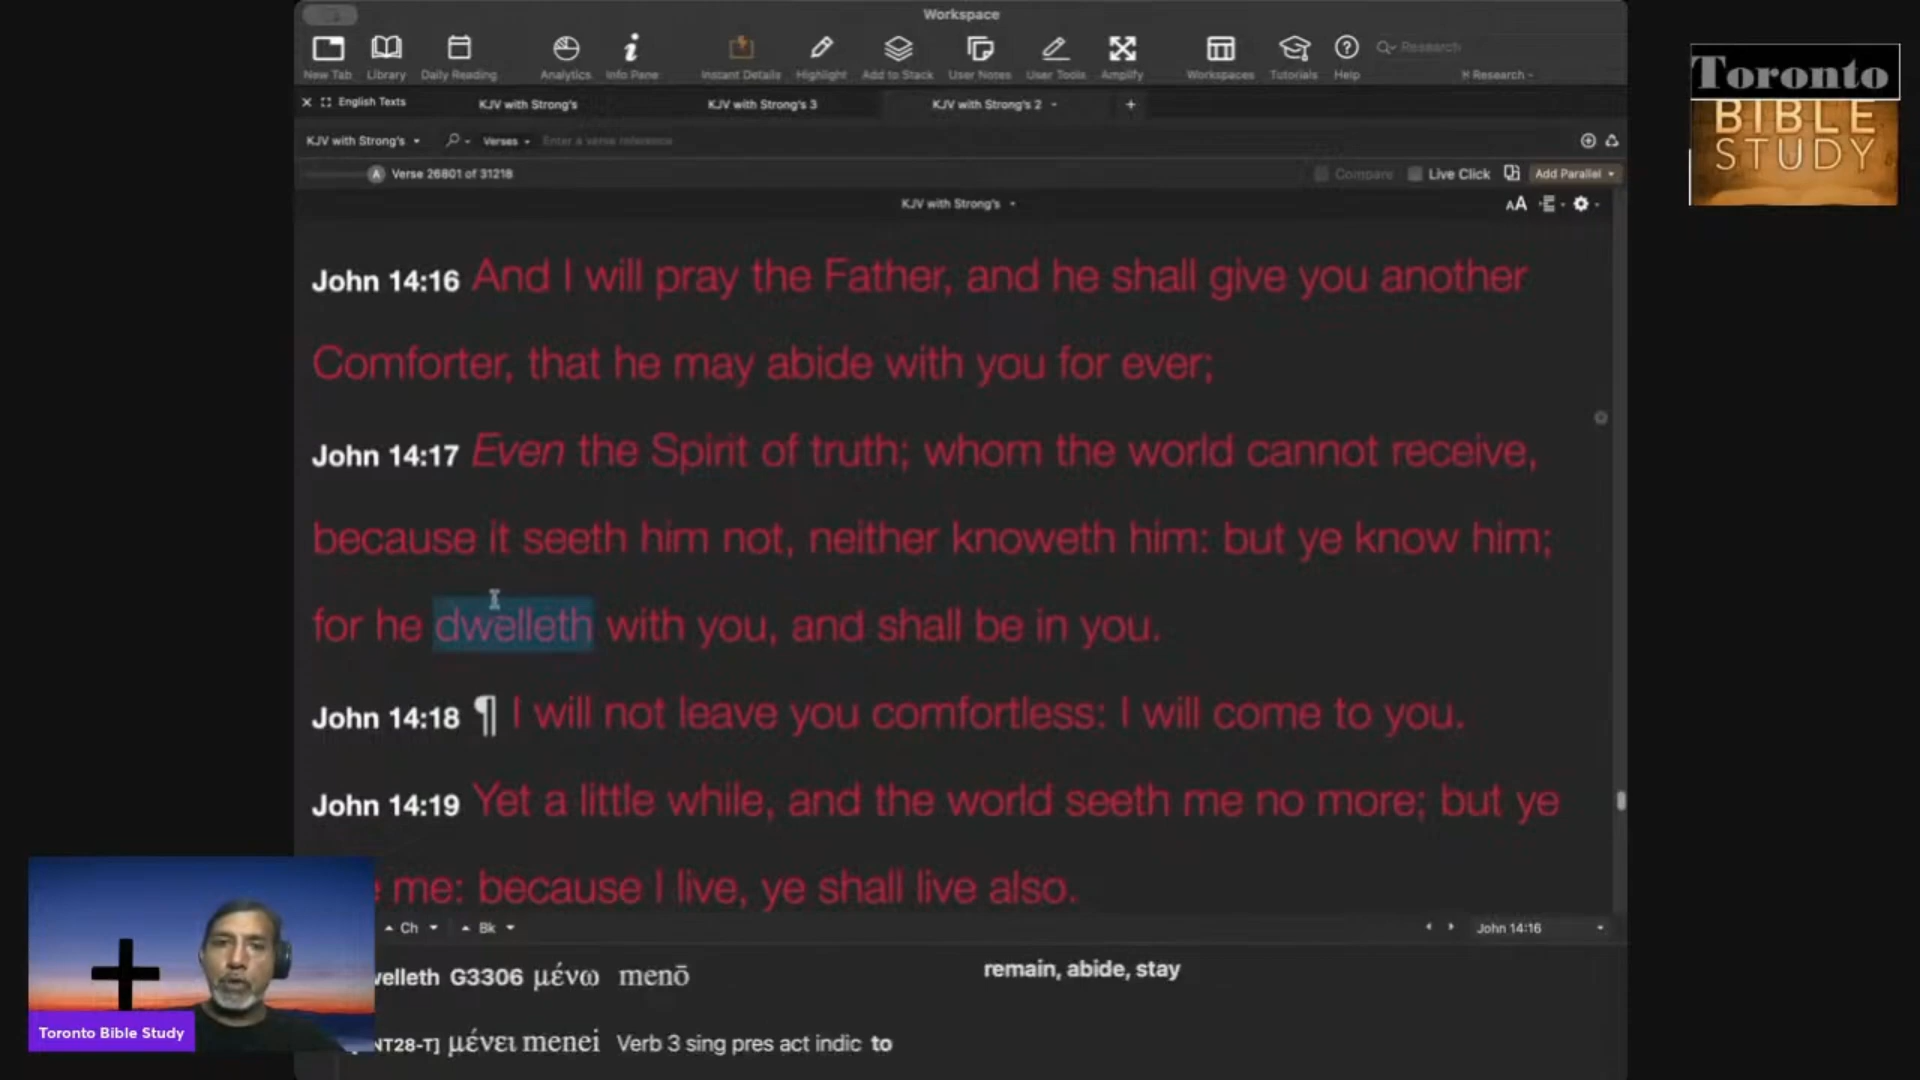 Workspace
New Tab Library Daily Reading Analytics Info Pane Instant Details Highlight Add to Stack User Notes User Tools Amplify Workspaces Tutorials Help Research
Research
English Texts KJV with Strong's KJV with Strong's 3 KJV with Strong's 2 +
KJV with Strong's Verses Enter a verse reference
A Verse 26801 of 31218 Compare Live Click Add Parallel
KJV with Strong's AA
John 14:16 And I will pray the Father, and he shall give you another
Comforter, that he may abide with you for ever;
John 14:17 Even the Spirit of truth; whom the world cannot receive,
because it seeth him not, neither knoweth him: but ye know him;
for he dwelleth with you, and shall be in you.
John 14:18 ¶ I will not leave you comfortless: I will come to you.
John 14:19 Yet a little while, and the world seeth me no more; but ye
me: because I live, ye shall live also.
Ch Bk John 14:16
welleth G3306 μένω menō remain, abide, stay
NT28-T] μένει menei Verb 3 sing pres act indic to
Toronto
BIBLE
STUDY
Toronto Bible Study